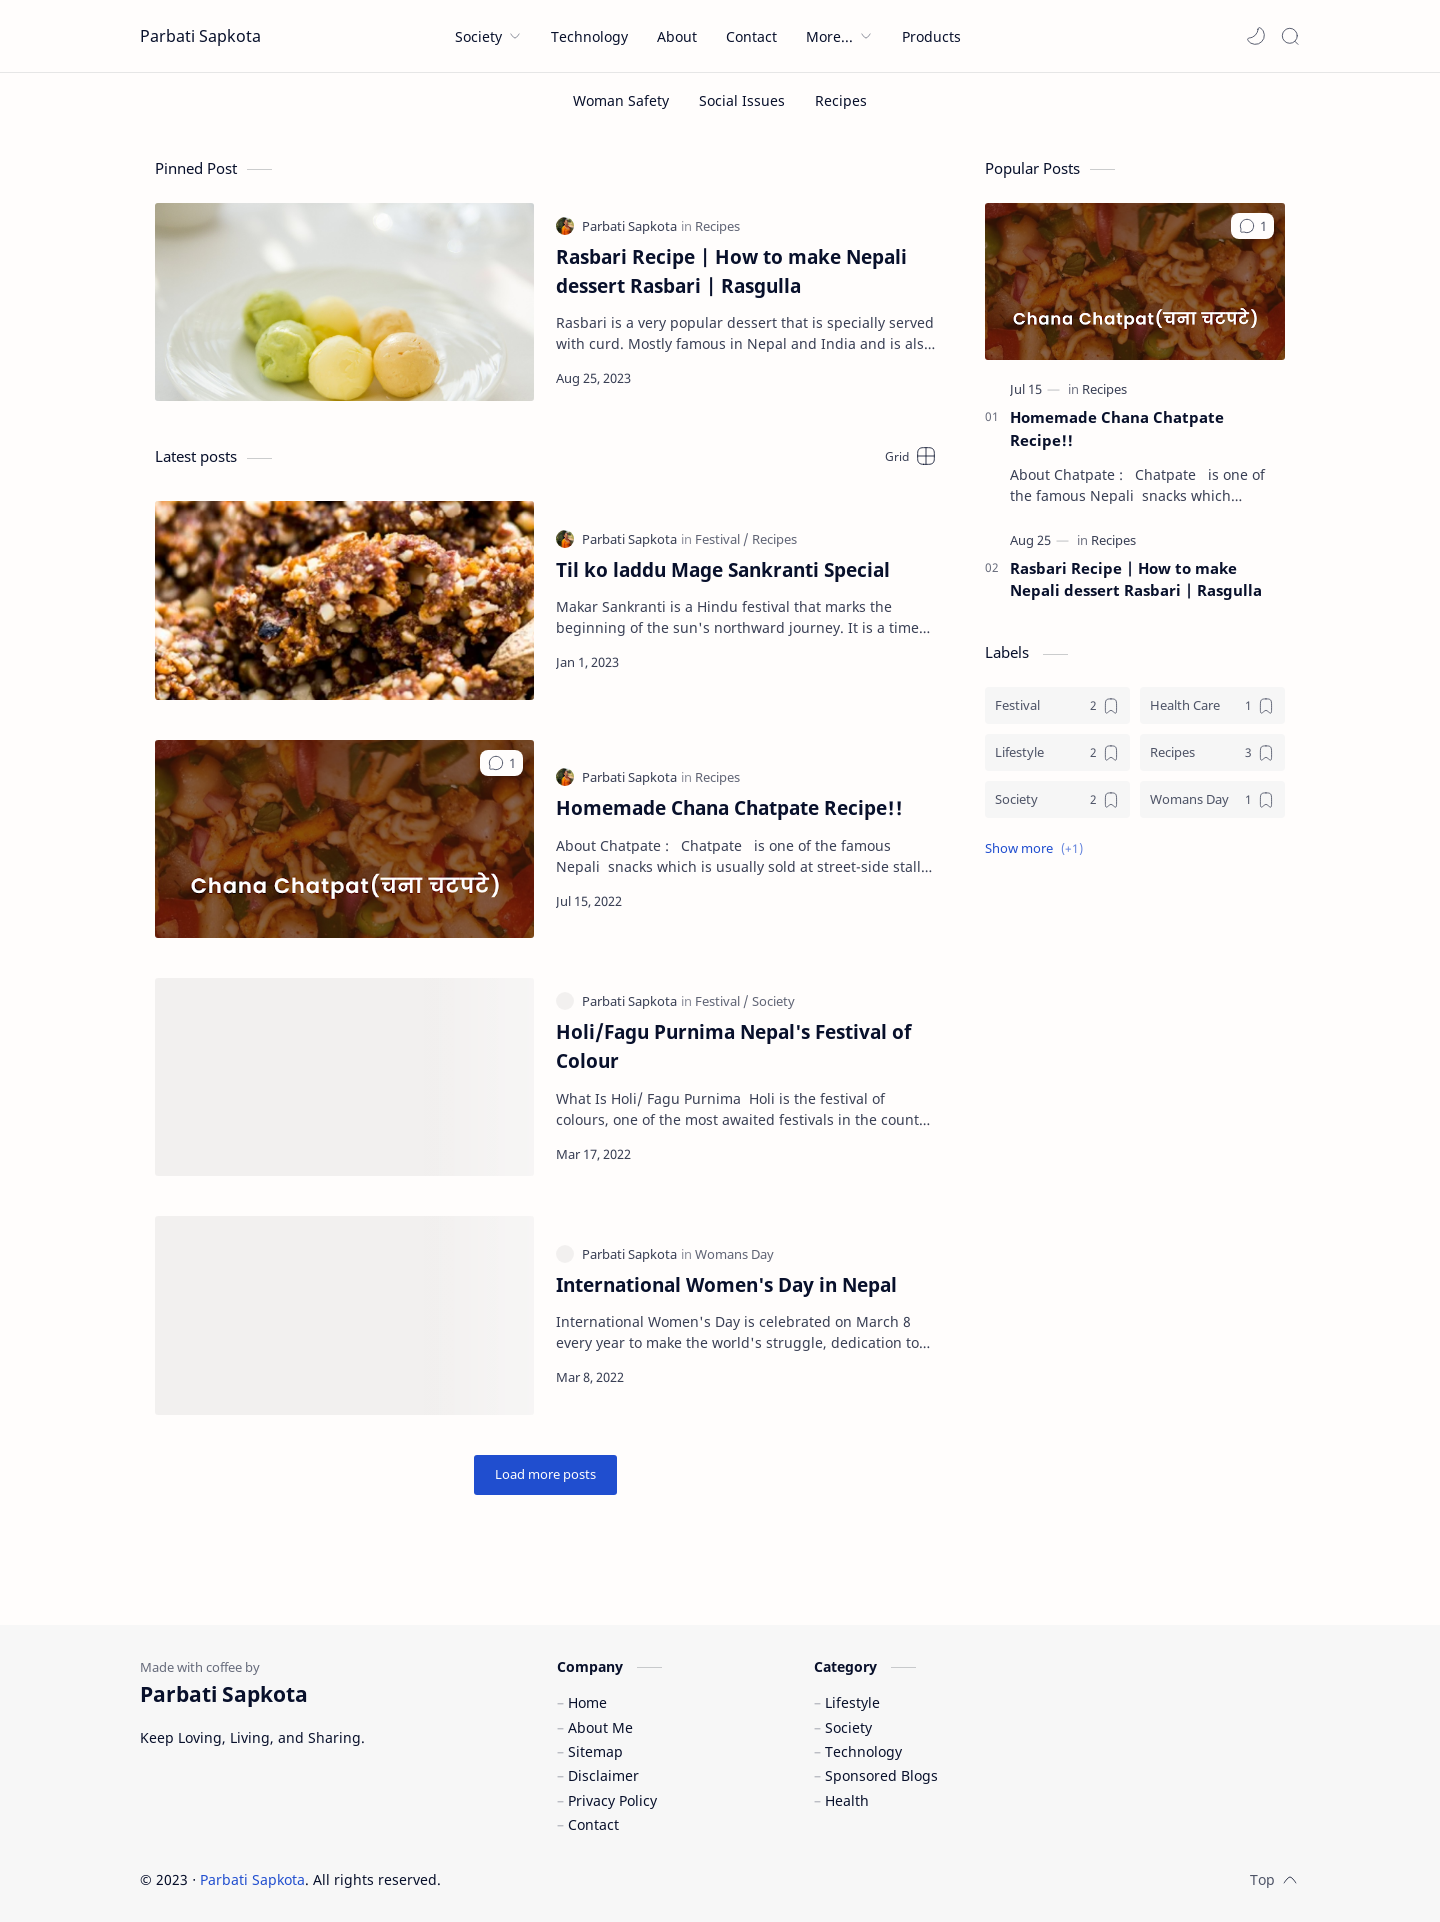 Parbati Sapkota
Society
Technology
About
Contact
More...
Products
Woman Safety
Social Issues
Recipes
Pinned Post
Parbati Sapkota in Recipes
Rasbari Recipe | How to make Nepali
dessert Rasbari | Rasgulla
Rasbari is a very popular dessert that is specially served
with curd. Mostly famous in Nepal and India and is als...
Aug 25, 2023
Latest posts
Grid
Parbati Sapkota in Festival / Recipes
Til ko laddu Mage Sankranti Special
Makar Sankranti is a Hindu festival that marks the
beginning of the sun's northward journey. It is a time...
Jan 1, 2023
1
Chana Chatpat(चना चटपटे)
Parbati Sapkota in Recipes
Homemade Chana Chatpate Recipe!!
About Chatpate : Chatpate is one of the famous
Nepali snacks which is usually sold at street-side stall...
Jul 15, 2022
Parbati Sapkota in Festival / Society
Holi/Fagu Purnima Nepal's Festival of
Colour
What Is Holi/ Fagu Purnima Holi is the festival of
colours, one of the most awaited festivals in the count...
Mar 17, 2022
Parbati Sapkota in Womans Day
International Women's Day in Nepal
International Women's Day is celebrated on March 8
every year to make the world's struggle, dedication to...
Mar 8, 2022
Load more posts
Popular Posts
1
Chana Chatpat(चना चटपटे)
Jul 15 in Recipes
01
Homemade Chana Chatpate
Recipe!!
About Chatpate : Chatpate is one of
the famous Nepali snacks which...
Aug 25 in Recipes
02
Rasbari Recipe | How to make
Nepali dessert Rasbari | Rasgulla
Labels
Festival 2
Health Care 1
Lifestyle 2
Recipes 3
Society 2
Womans Day 1
Show more (+1)
Made with coffee by
Parbati Sapkota
Keep Loving, Living, and Sharing.
Company
– Home
– About Me
– Sitemap
– Disclaimer
– Privacy Policy
– Contact
Category
– Lifestyle
– Society
– Technology
– Sponsored Blogs
– Health
© 2023 · Parbati Sapkota. All rights reserved.
Top